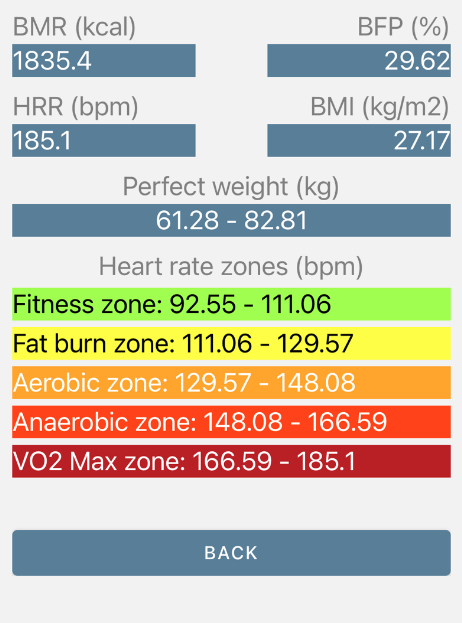 BMR (kcal) BFP (%)
1835.4 29.62
HRR (bpm) BMI (kg/m2)
185.1 27.17
Perfect weight (kg)
61.28 - 82.81
Heart rate zones (bpm)
Fitness zone: 92.55 - 111.06
Fat burn zone: 111.06 - 129.57
Aerobic zone: 129.57 - 148.08
Anaerobic zone: 148.08 - 166.59
VO2 Max zone: 166.59 - 185.1
BACK